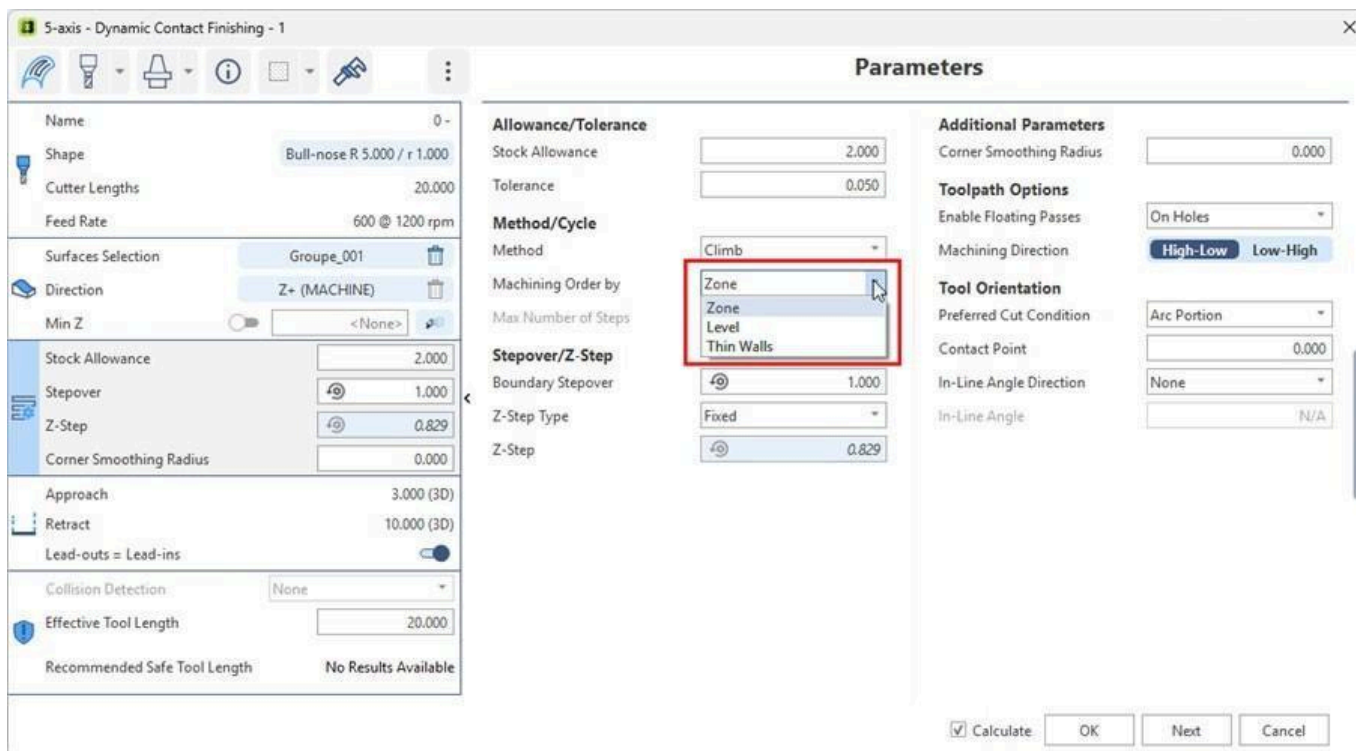 5-axis - Dynamic Contact Finishing - 1
Parameters
Name 0 -
Shape Bull-nose R 5.000 / r 1.000
Cutter Lengths 20.000
Feed Rate 600 @ 1200 rpm
Surfaces Selection Groupe_001
Direction Z+ (MACHINE)
Min Z <None>
Stock Allowance 2.000
Stepover 1.000
Z-Step 0.829
Corner Smoothing Radius 0.000
Approach 3.000 (3D)
Retract 10.000 (3D)
Lead-outs = Lead-ins
Collision Detection None
Effective Tool Length 20.000
Recommended Safe Tool Length No Results Available
Allowance/Tolerance
Stock Allowance 2.000
Tolerance 0.050
Method/Cycle
Method Climb
Machining Order by Zone
Zone
Max Number of Steps
Level
Thin Walls
Stepover/Z-Step
Boundary Stepover 1.000
Z-Step Type Fixed
Z-Step 0.829
Additional Parameters
Corner Smoothing Radius 0.000
Toolpath Options
Enable Floating Passes On Holes
Machining Direction High-Low Low-High
Tool Orientation
Preferred Cut Condition Arc Portion
Contact Point 0.000
In-Line Angle Direction None
In-Line Angle N/A
Calculate OK Next Cancel